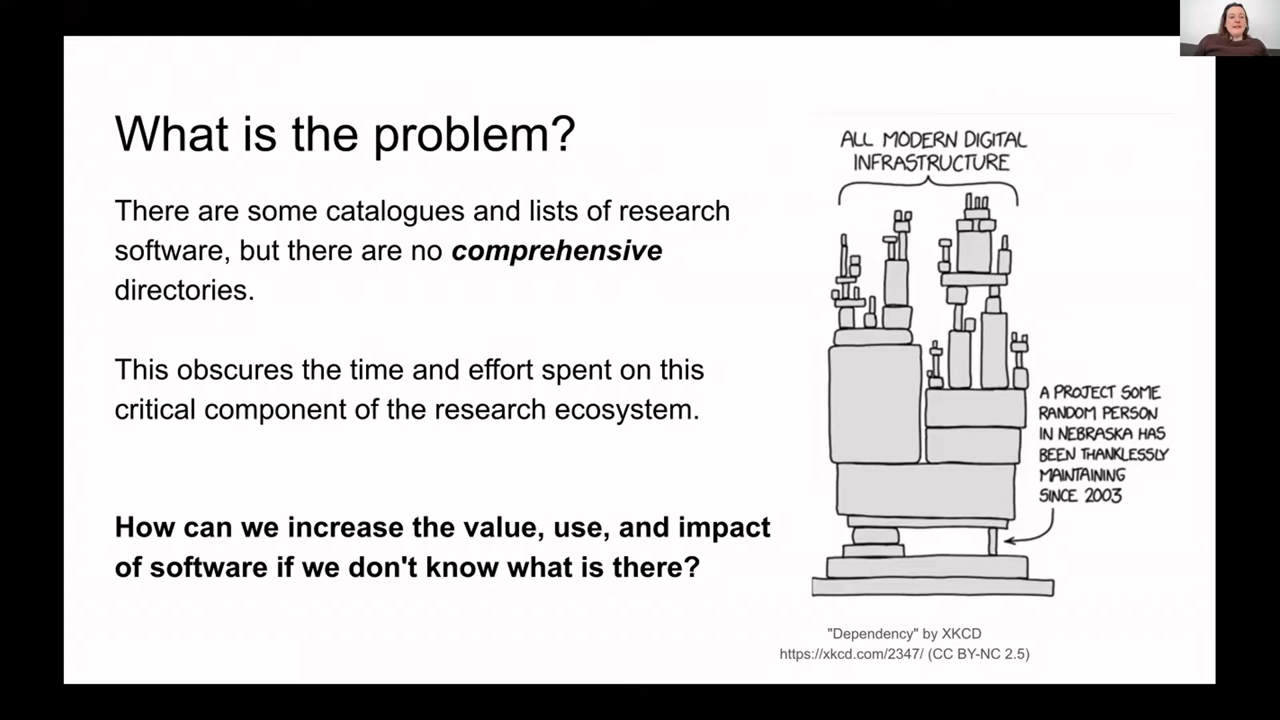 What is the problem?
There are some catalogues and lists of research
software, but there are no comprehensive
directories.
This obscures the time and effort spent on this
critical component of the research ecosystem.
How can we increase the value, use, and impact
of software if we don't know what is there?
ALL MODERN DIGITAL
INFRASTRUCTURE
A PROJECT SOME
RANDOM PERSON
IN NEBRASKA HAS
BEEN THANKLESSLY
MAINTAINING
SINCE 2003
"Dependency" by XKCD
https://xkcd.com/2347/ (CC BY-NC 2.5)